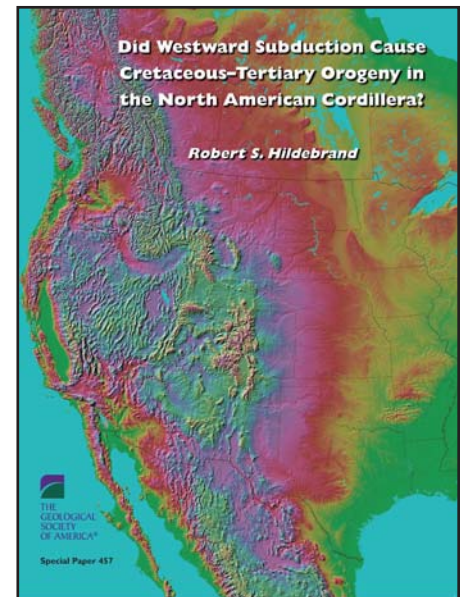 Did Westward Subduction Cause
Cretaceous–Tertiary Orogeny in
the North American Cordillera?
Robert S. Hildebrand
THE
GEOLOGICAL
SOCIETY
OF AMERICA®
Special Paper 457